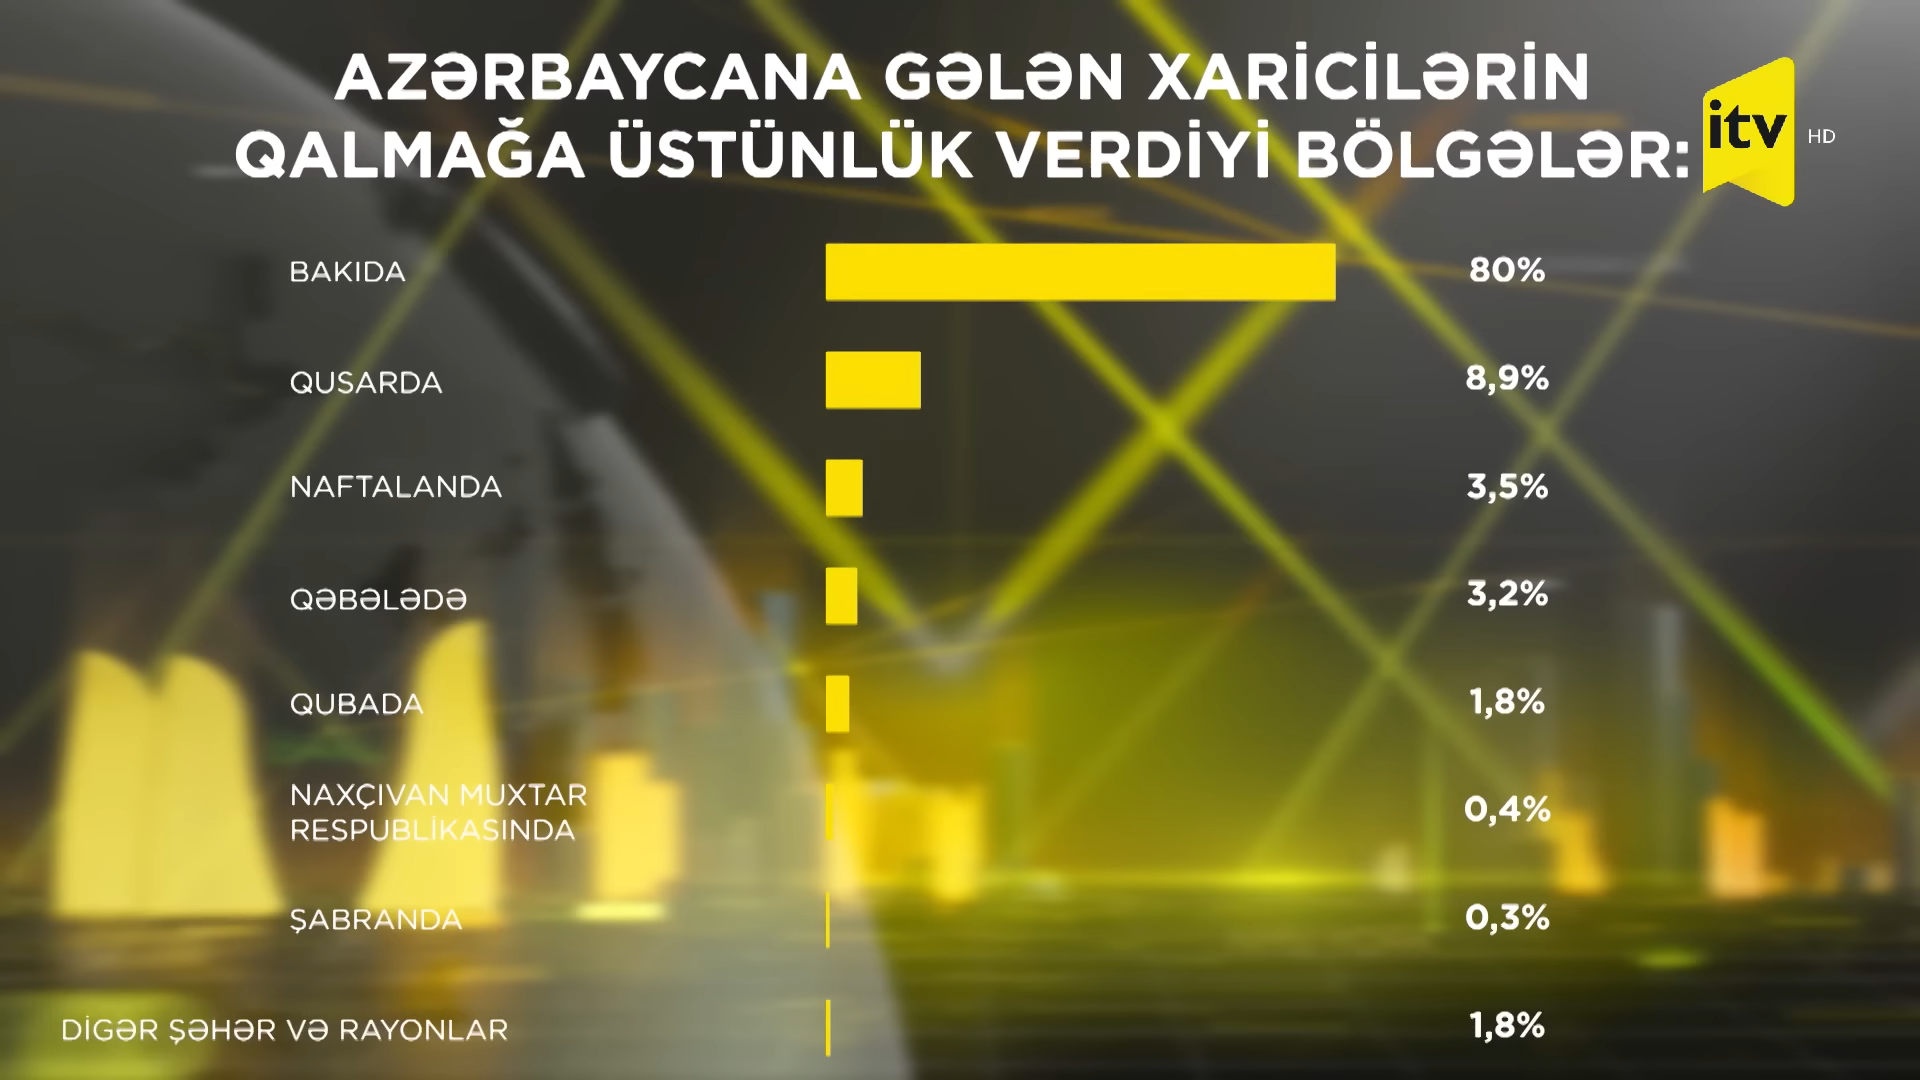 AZƏRBAYCANA GƏLƏN XARİCİLƏRİN
QALMAĞA ÜSTÜNLÜK VERDİYİ BÖLGƏLƏR:
itv HD
BAKIDA 80%
QUSARDA 8,9%
NAFTALANDA 3,5%
QƏBƏLƏDƏ 3,2%
QUBADA 1,8%
NAXÇIVAN MUXTAR
RESPUBLİKASINDA 0,4%
ŞABRANDA 0,3%
DİGƏR ŞƏHƏR VƏ RAYONLAR 1,8%